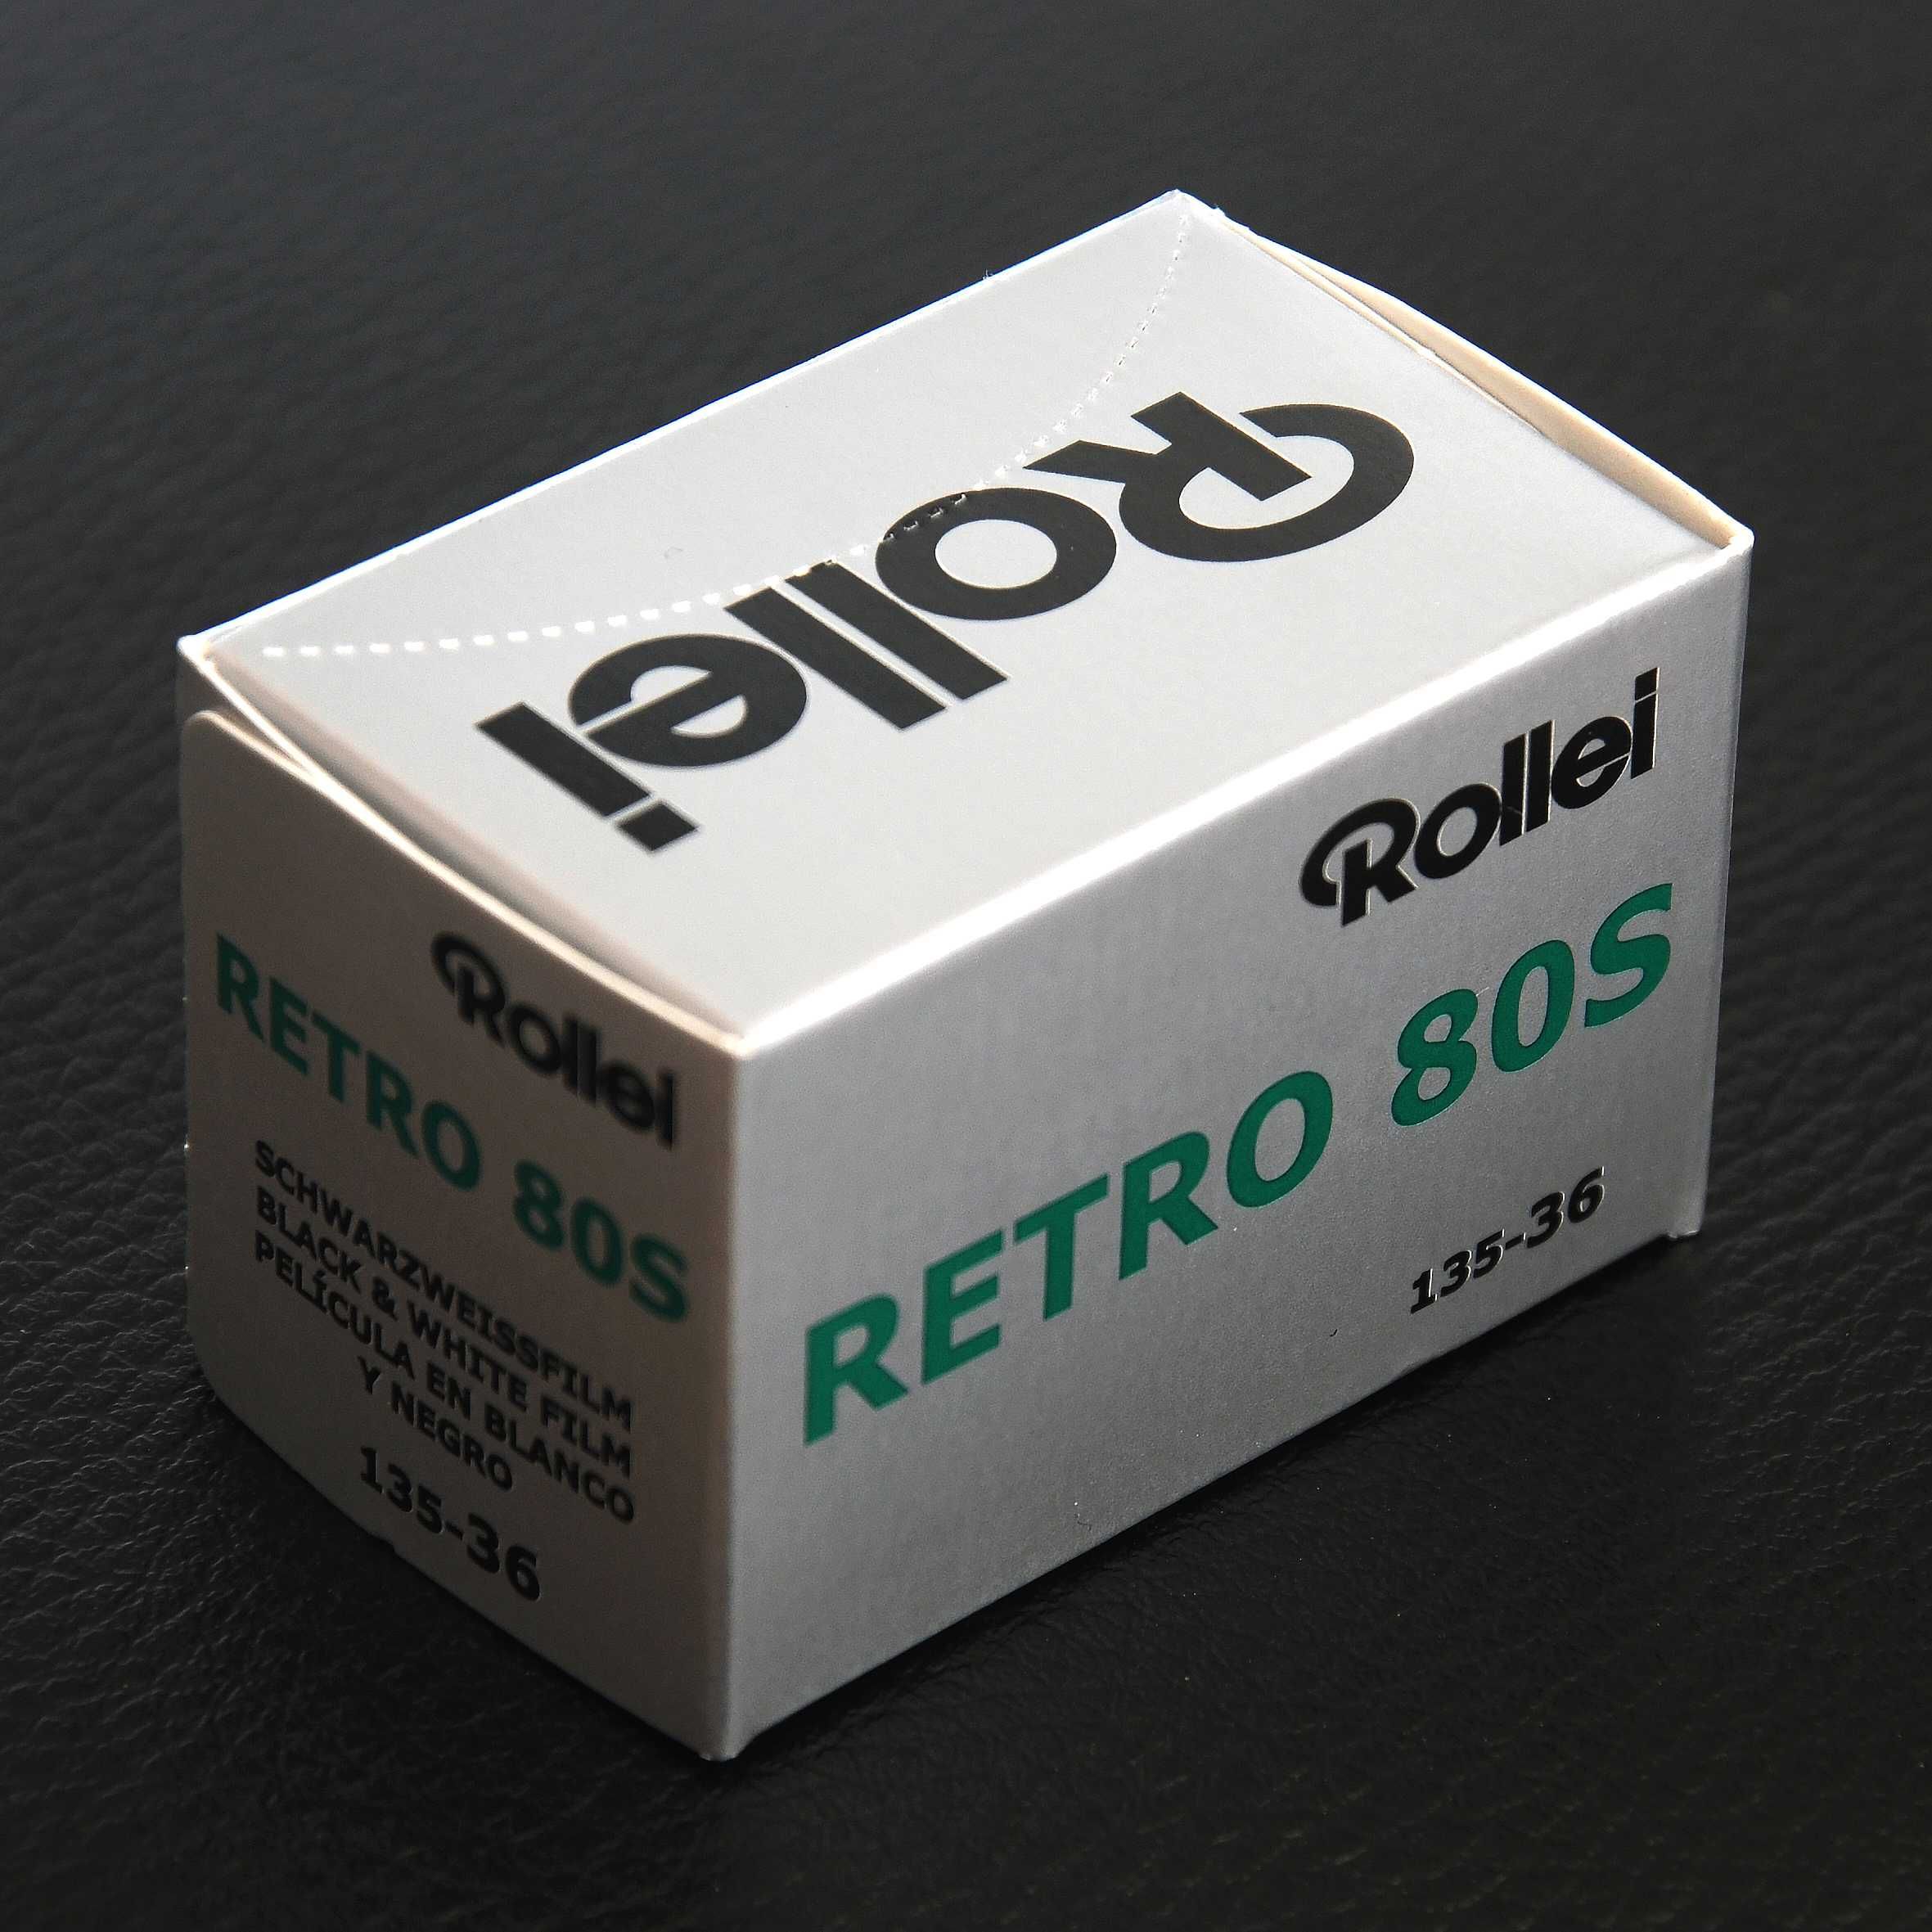 Rollei
Rollei
RETRO 80S
SCHWARZWEISSFILM
BLACK & WHITE FILM
PELÍCULA EN BLANCO
Y NEGRO
135-36
Rollei
RETRO 80S
135-36